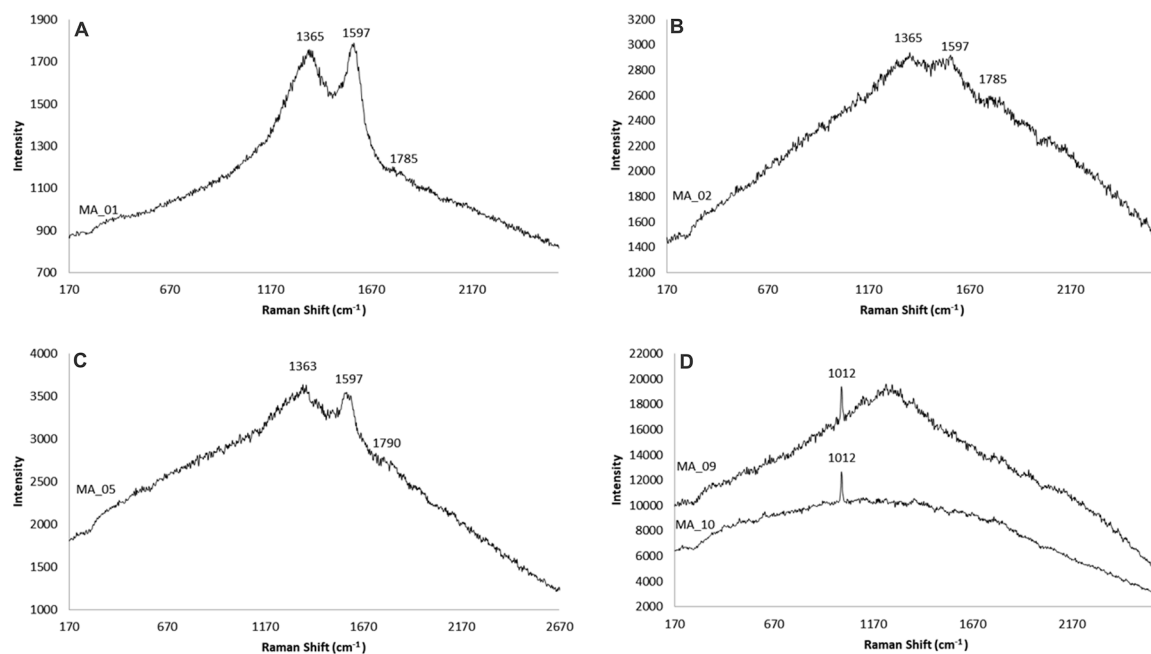 A
1900
1700
1500
1300
1100
900
700
Intensity
1365
1597
1785
MA_01
170 670 1170 1670 2170
Raman Shift (cm-1)
B
3200
3000
2800
2600
2400
2200
2000
1800
1600
1400
1200
Intensity
1365
1597
1785
MA_02
170 670 1170 1670 2170
Raman Shift (cm-1)
C
4000
3500
3000
2500
2000
1500
1000
Intensity
1363
1597
1790
MA_05
170 670 1170 1670 2170 2670
Raman Shift (cm-1)
D
22000
20000
18000
16000
14000
12000
10000
8000
6000
4000
2000
Intensity
1012
MA_09
1012
MA_10
170 670 1170 1670 2170
Raman Shift (cm-1)